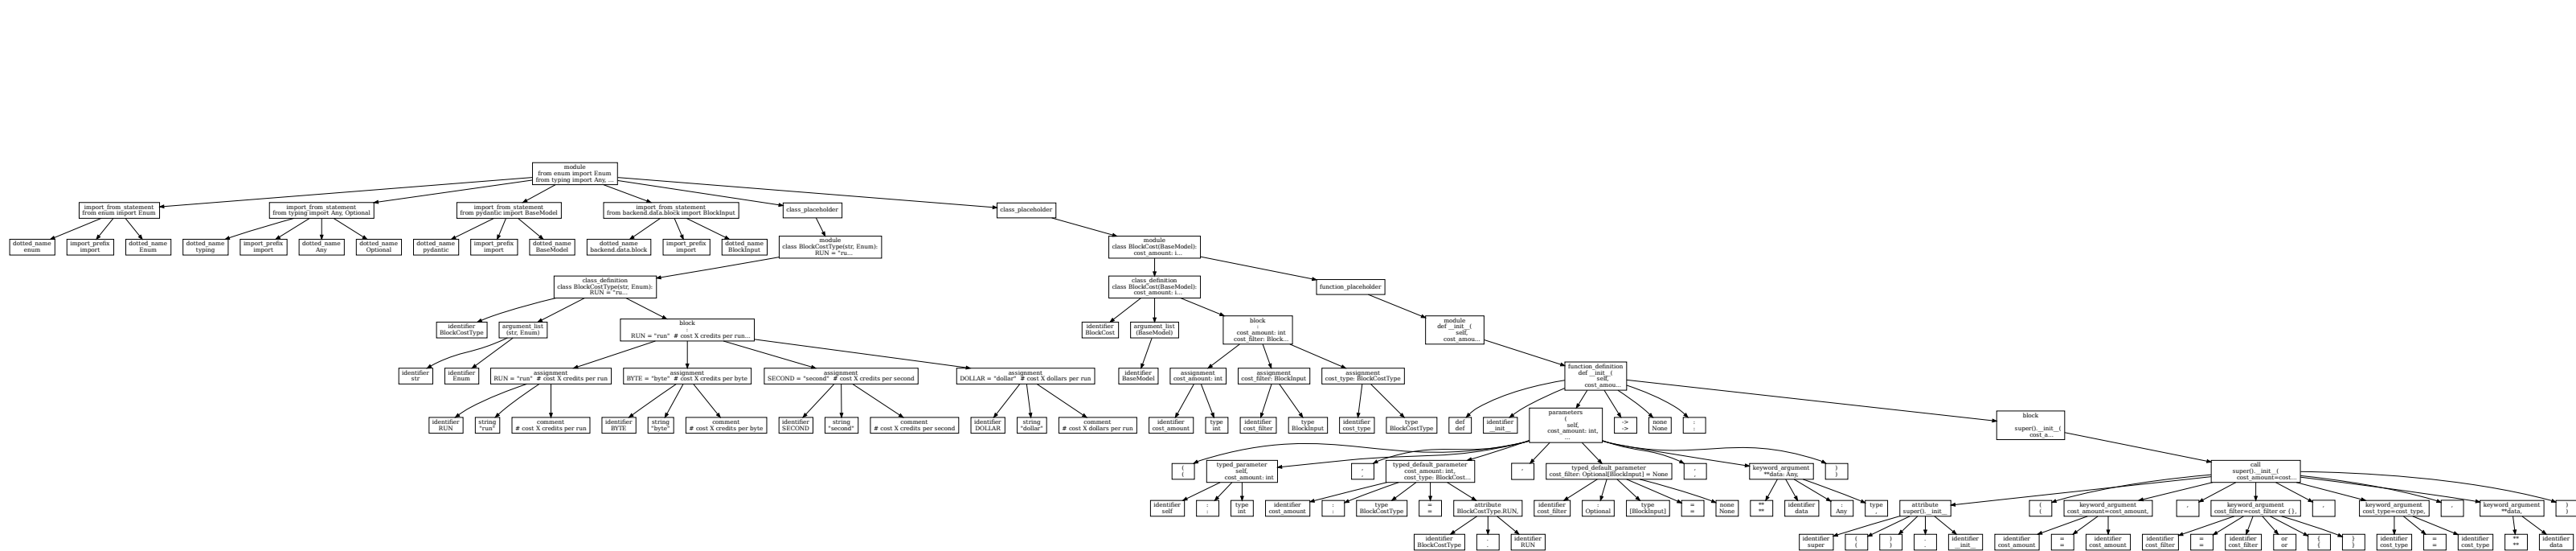 module
from enum import Enum
from typing import Any, ...
import_from_statement
from enum import Enum
import_from_statement
from typing import Any, Optional
import_from_statement
from pydantic import BaseModel
import_from_statement
from backend.data.block import BlockInput
class_placeholder
class_placeholder
dotted_name
enum
import_prefix
import
dotted_name
Enum
dotted_name
typing
import_prefix
import
dotted_name
Any
dotted_name
Optional
dotted_name
pydantic
import_prefix
import
dotted_name
BaseModel
dotted_name
backend.data.block
import_prefix
import
dotted_name
BlockInput
module
class BlockCostType(str, Enum):
RUN = "ru...
module
class BlockCost(BaseModel):
cost_amount: i...
class_definition
class BlockCostType(str, Enum):
RUN = "ru...
class_definition
class BlockCost(BaseModel):
cost_amount: i...
function_placeholder
identifier
BlockCostType
argument_list
(str, Enum)
block
:
RUN = "run"  # cost X credits per run...
identifier
BlockCost
argument_list
(BaseModel)
block
:
cost_amount: int
cost_filter: Block...
module
def __init__(
self,
cost_amou...
identifier
str
identifier
Enum
assignment
RUN = "run"  # cost X credits per run
assignment
BYTE = "byte"  # cost X credits per byte
assignment
SECOND = "second"  # cost X credits per second
assignment
DOLLAR = "dollar"  # cost X dollars per run
identifier
BaseModel
assignment
cost_amount: int
assignment
cost_filter: BlockInput
assignment
cost_type: BlockCostType
function_definition
def __init__(
self,
cost_amou...
identifier
RUN
string
"run"
comment
# cost X credits per run
identifier
BYTE
string
"byte"
comment
# cost X credits per byte
identifier
SECOND
string
"second"
comment
# cost X credits per second
identifier
DOLLAR
string
"dollar"
comment
# cost X dollars per run
identifier
cost_amount
type
int
identifier
cost_filter
type
BlockInput
identifier
cost_type
type
BlockCostType
def
def
identifier
__init__
parameters
(
self,
cost_amount: int,
...
->
->
none
None
:
:
block
super().__init__(
cost_a...
(
(
typed_parameter
self,
cost_amount: int
,
,
typed_default_parameter
cost_amount: int,
cost_type: BlockCost...
,
typed_default_parameter
cost_filter: Optional[BlockInput] = None
,
,
keyword_argument
**data: Any,
)
)
call
super().__init__(
cost_amount=cost...
identifier
self
:
:
type
int
identifier
cost_amount
:
:
type
BlockCostType
=
=
attribute
BlockCostType.RUN,
identifier
cost_filter
:
Optional
type
[BlockInput]
=
=
none
None
**
**
identifier
data
:
Any
type
,
attribute
super().__init__
(
(
keyword_argument
cost_amount=cost_amount,
,
keyword_argument
cost_filter=cost_filter or {},
,
keyword_argument
cost_type=cost_type,
,
keyword_argument
**data,
)
)
identifier
BlockCostType
.
.
identifier
RUN
identifier
super
(
(
)
)
.
.
identifier
__init__
identifier
cost_amount
=
=
identifier
cost_amount
identifier
cost_filter
=
=
identifier
cost_filter
or
or
{
{
}
}
identifier
cost_type
=
=
identifier
cost_type
**
**
identifier
data